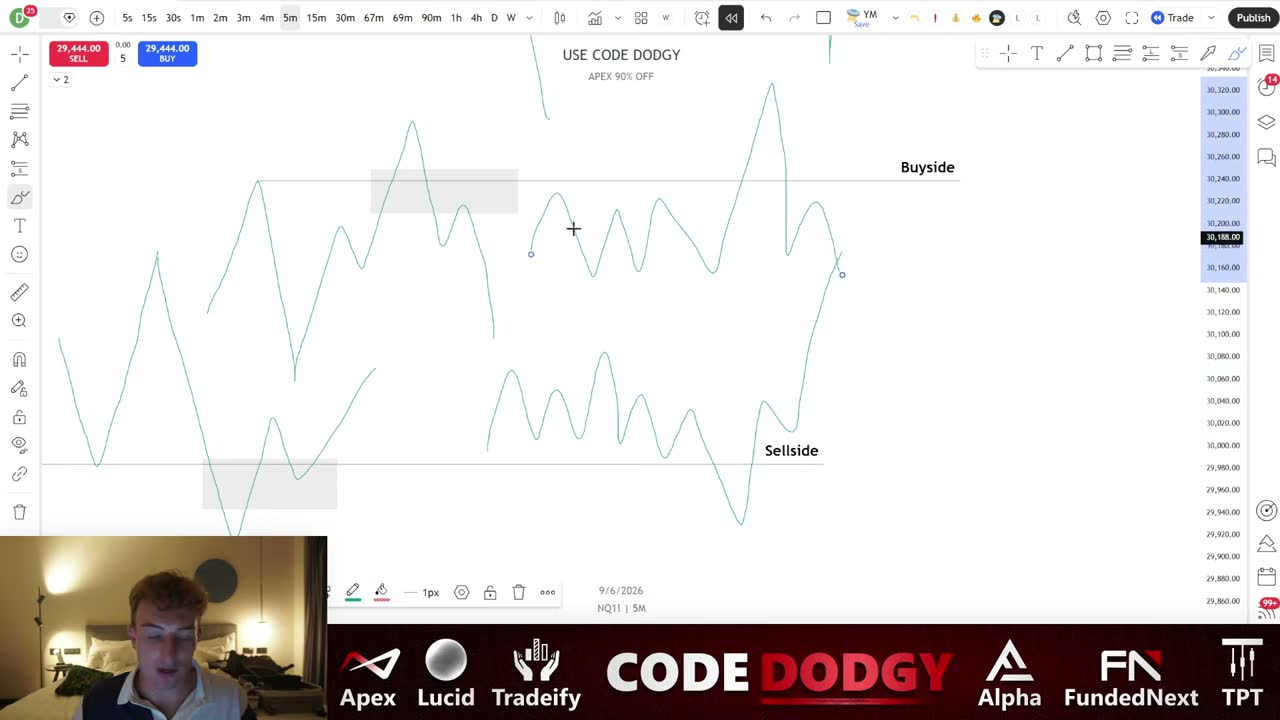 D 25
5s 15s 30s 1m 2m 3m 4m 5m 15m 30m 67m 69m 90m 1h 4h D W
W
YM
Save
L L
Trade
Publish
29,444.00
SELL
0.00
5
29,444.00
BUY
2
USE CODE DODGY
APEX 90% OFF
T
14
30,320.00
30,300.00
30,280.00
30,260.00
30,240.00
30,220.00
30,200.00
30,188.00
30,160.00
30,140.00
30,120.00
30,100.00
30,080.00
30,060.00
30,040.00
30,020.00
30,000.00
29,980.00
29,960.00
29,940.00
29,920.00
29,900.00
29,880.00
29,860.00
Buyside
Sellside
1px
9/6/2026
NQ1! | 5M
99+
Apex
Lucid
Tradeify
CODE DODGY
Alpha
FN
FundedNext
TPT